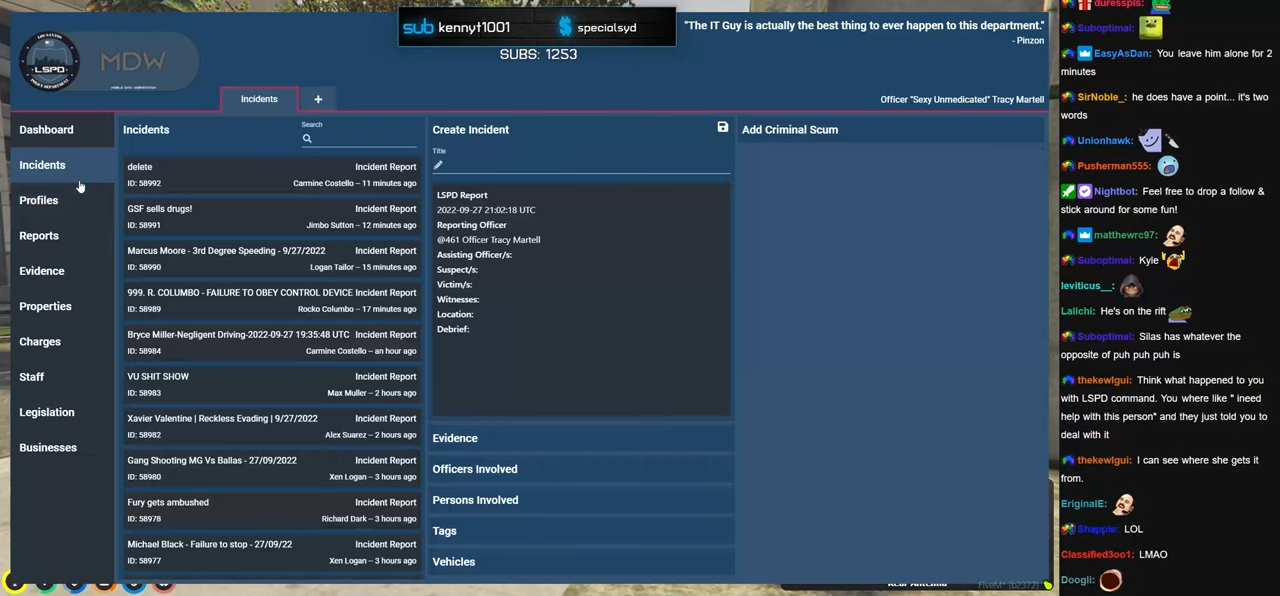 sub kennyt1001
$ specialsyd
SUBS: 1253
"The IT Guy is actually the best thing to ever happen to this department."
- Pinzon
LSPD
MDW
MOBILE DATA WORKSTATION
Incidents
+
Officer "Sexy Unmedicated" Tracy Martell
Dashboard
Incidents
Profiles
Reports
Evidence
Properties
Charges
Staff
Legislation
Businesses
Incidents
Search
delete Incident Report
ID: 58992 Carmine Costello – 11 minutes ago
GSF sells drugs! Incident Report
ID: 58991 Jimbo Sutton – 12 minutes ago
Marcus Moore - 3rd Degree Speeding - 9/27/2022 Incident Report
ID: 58990 Logan Tailor – 15 minutes ago
999. R. COLUMBO - FAILURE TO OBEY CONTROL DEVICE Incident Report
ID: 58989 Rocko Columbo – 17 minutes ago
Bryce Miller-Negligent Driving-2022-09-27 19:35:48 UTC Incident Report
ID: 58984 Carmine Costello – an hour ago
VU SHIT SHOW Incident Report
ID: 58983 Max Muller – 2 hours ago
Xavier Valentine | Reckless Evading | 9/27/2022 Incident Report
ID: 58982 Alex Suarez – 2 hours ago
Gang Shooting MG Vs Ballas - 27/09/2022 Incident Report
ID: 58980 Xen Logan – 3 hours ago
Fury gets ambushed Incident Report
ID: 58978 Richard Dark – 3 hours ago
Michael Black - Failure to stop - 27/09/22 Incident Report
ID: 58977 Xen Logan – 3 hours ago
Create Incident
Title
LSPD Report
2022-09-27 21:02:18 UTC
Reporting Officer
@461 Officer Tracy Martell
Assisting Officer/s:
Suspect/s:
Victim/s:
Witnesses:
Location:
Debrief:
Evidence
Officers Involved
Persons Involved
Tags
Vehicles
Add Criminal Scum
Rear Antenna
FiveM* (b2372)
duresspls:
Suboptimal:
EasyAsDan: You leave him alone for 2
minutes
SirNoble_: he does have a point... it's two
words
Unionhawk:
Pusherman555:
Nightbot: Feel free to drop a follow &
stick around for some fun!
matthewrc97:
Suboptimal: Kyle
leviticus__:
Lalichi: He's on the rift
Suboptimal: Silas has whatever the
opposite of puh puh puh is
thekewlgui: Think what happened to you
with LSPD command. You where like " ineed
help with this person" and they just told you to
deal with it
thekewlgui: I can see where she gets it
from.
EriginalE:
Shappie: LOL
Classified3oo1: LMAO
Doogli: